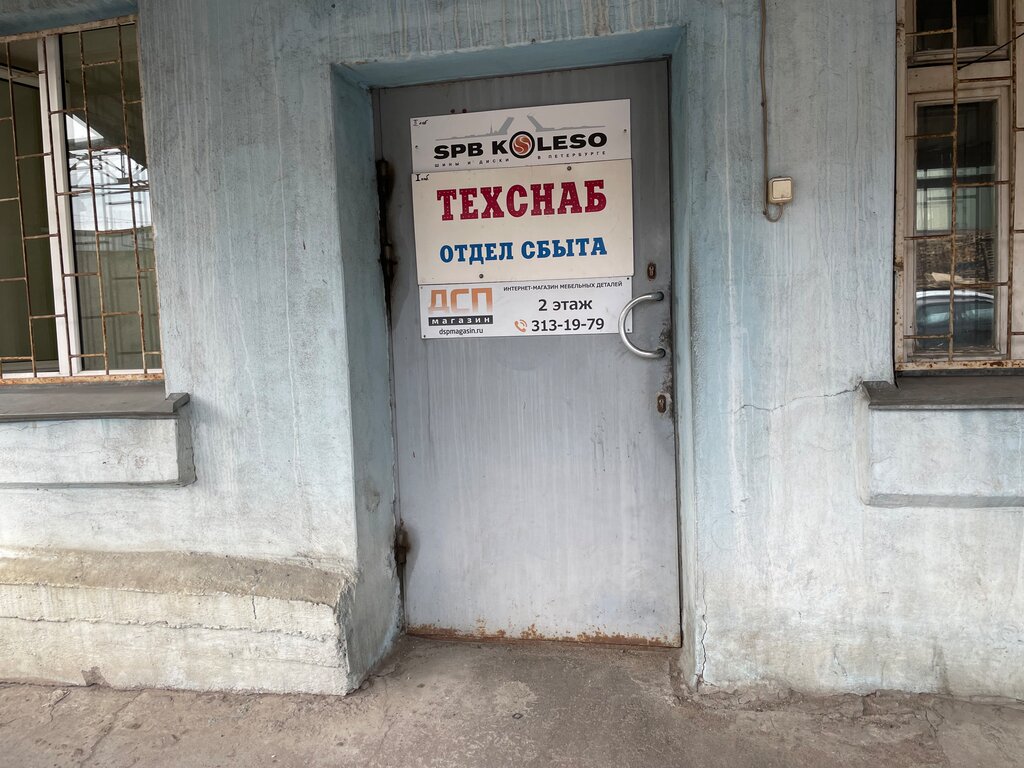 SPB KOLESO
ШИНЫ И ДИСКИ В ПЕТЕРБУРГЕ
ТЕХСНАБ
ОТДЕЛ СБЫТА
ДСП
магазин
dspmagasin.ru
ИНТЕРНЕТ-МАГАЗИН МЕБЕЛЬНЫХ ДЕТАЛЕЙ
2 этаж
313-19-79